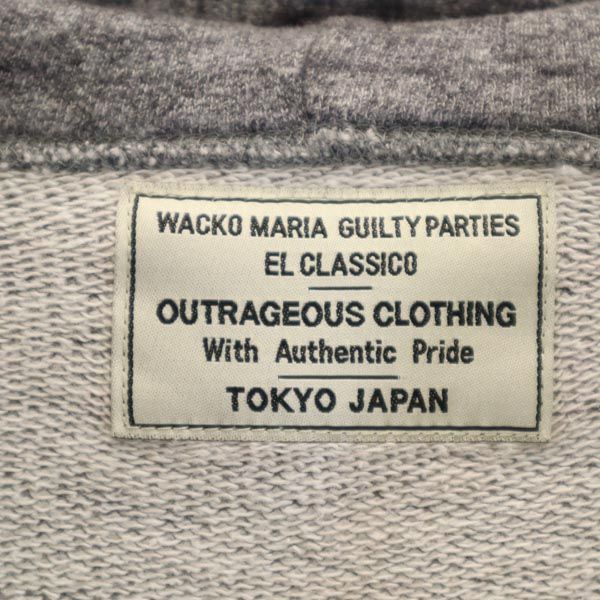 WACKO MARIA GUILTY PARTIES
EL CLASSICO
OUTRAGEOUS CLOTHING
With Authentic Pride
TOKYO JAPAN